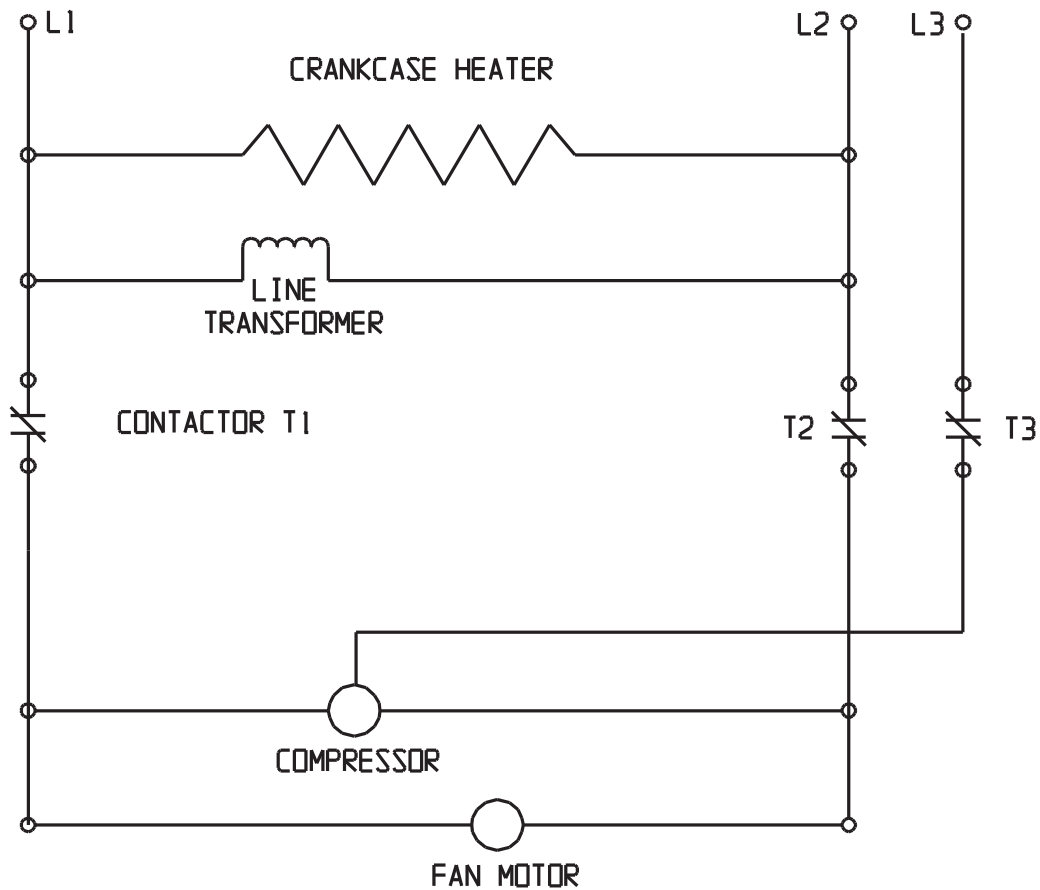 L1
L2
L3
CRANKCASE HEATER
LINE
TRANSFORMER
CONTACTOR T1
T2
T3
COMPRESSOR
FAN MOTOR